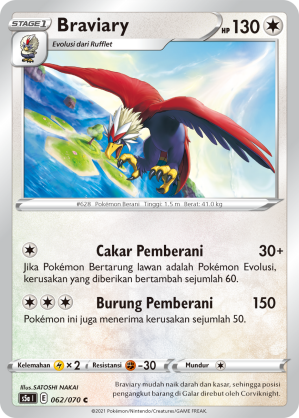 STAGE 1
Braviary
HP 130
Evolusi dari Rufflet
#628 Pokémon Berani Tinggi: 1.5 m Berat: 41.0 kg
Cakar Pemberani 30+
Jika Pokémon Bertarung lawan adalah Pokémon Evolusi,
kerusakan yang diberikan bertambah sejumlah 60.
Burung Pemberani 150
Pokémon ini juga menerima kerusakan sejumlah 50.
Kelemahan × 2 Resistansi -30 Mundur
Illus. SATOSHI NAKAI
s5a I E 062/070 C
Braviary mudah naik darah dan kasar, sehingga posisi
pengangkut barang di Galar direbut oleh Corviknight.
©2021 Pokémon/Nintendo/Creatures/GAME FREAK.